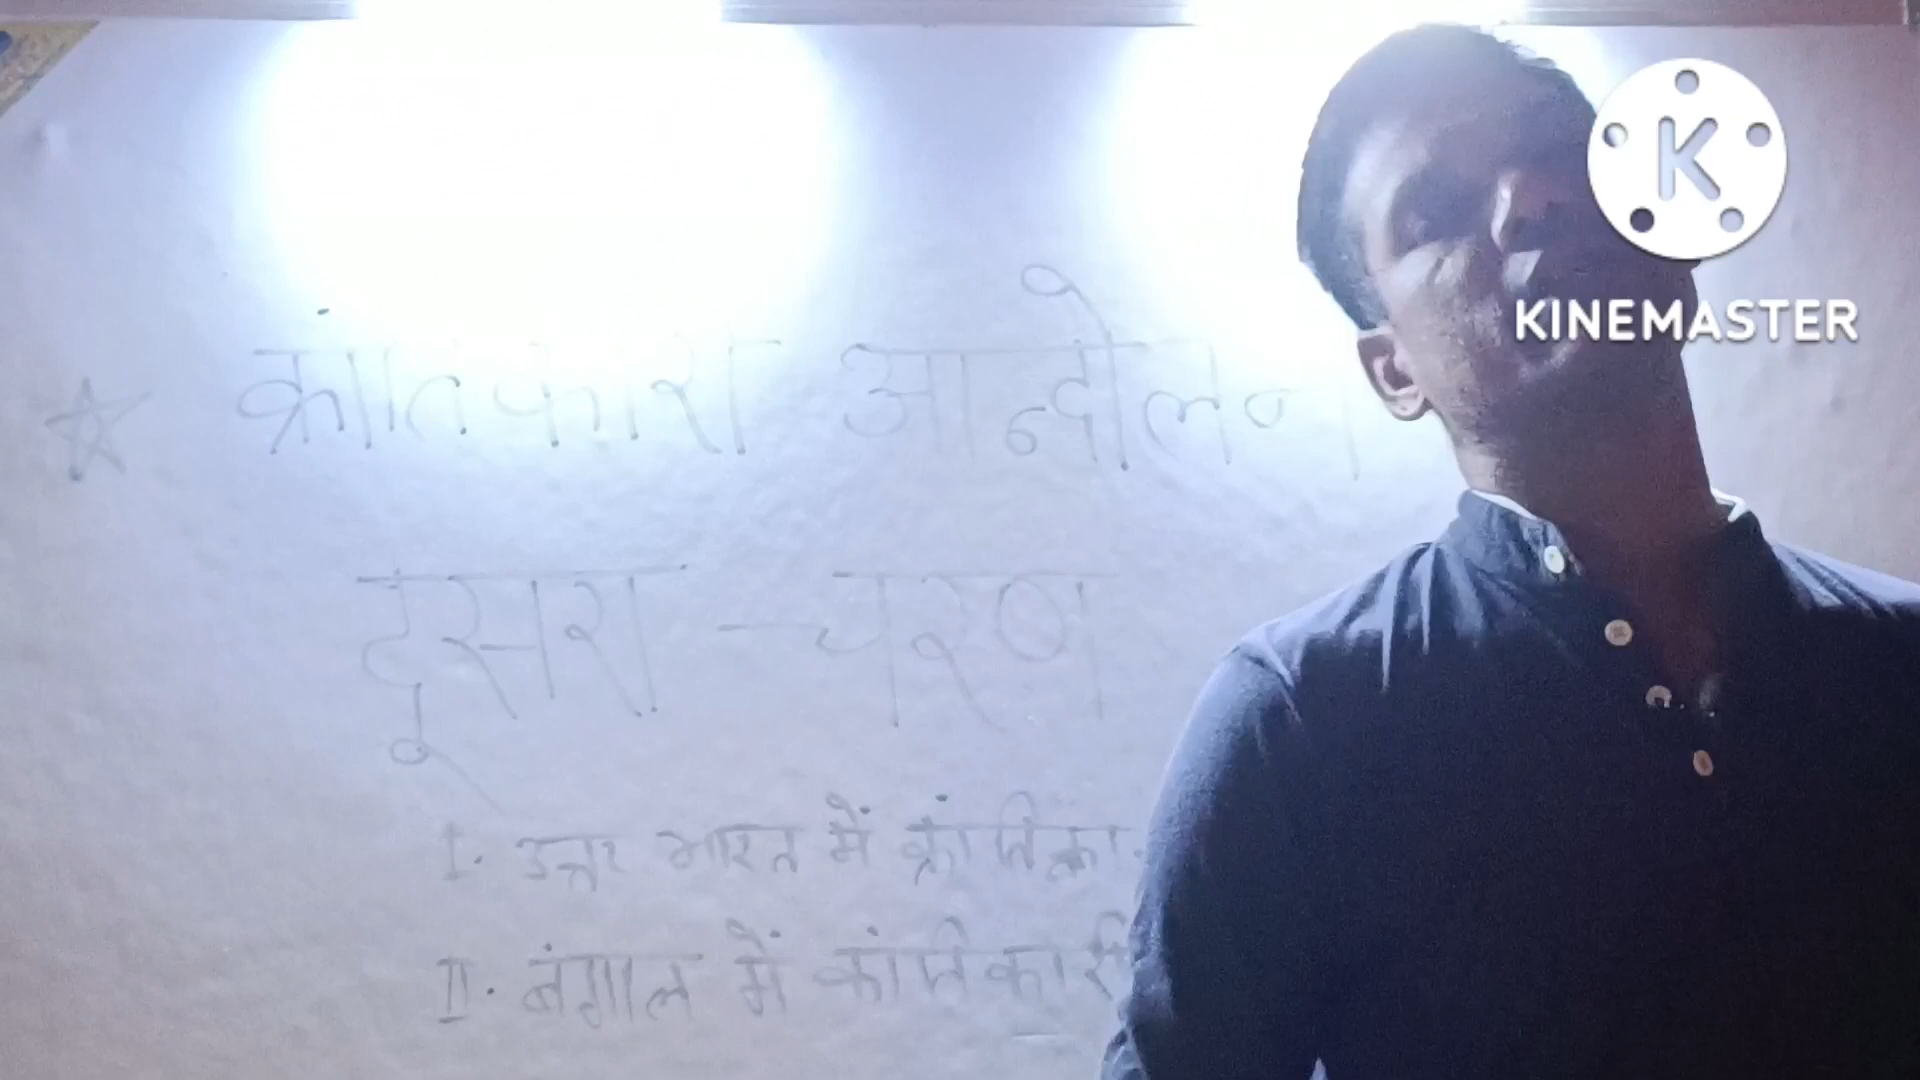 K
KINEMASTER
क्रांतिकारी आन्दोलन
दूसरा - चरण
I. उत्तर भारत में क्रांतिका
II. बंगाल में क्रांतिकारी